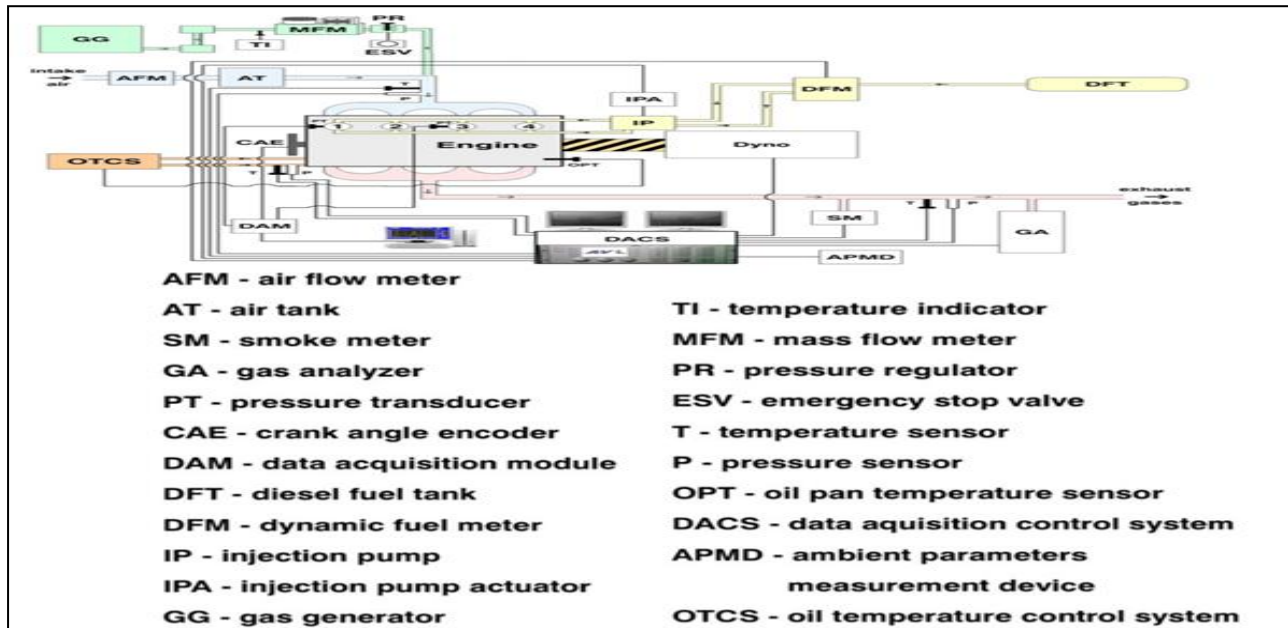 PR
GG
MFM
TI
ESV
intake
air
AFM
AT
T
P
IPA
DFM
DFT
PT
1
2
PT
3
4
IP
CAE
Engine
Dyno
OTCS
T
P
OPT
exhaust
gases
DAM
SM
T
P
GA
DACS
AVL
APMD
AFM - air flow meter
AT - air tank
SM - smoke meter
GA - gas analyzer
PT - pressure transducer
CAE - crank angle encoder
DAM - data acquisition module
DFT - diesel fuel tank
DFM - dynamic fuel meter
IP - injection pump
IPA - injection pump actuator
GG - gas generator
TI - temperature indicator
MFM - mass flow meter
PR - pressure regulator
ESV - emergency stop valve
T - temperature sensor
P - pressure sensor
OPT - oil pan temperature sensor
DACS - data aquisition control system
APMD - ambient parameters
measurement device
OTCS - oil temperature control system